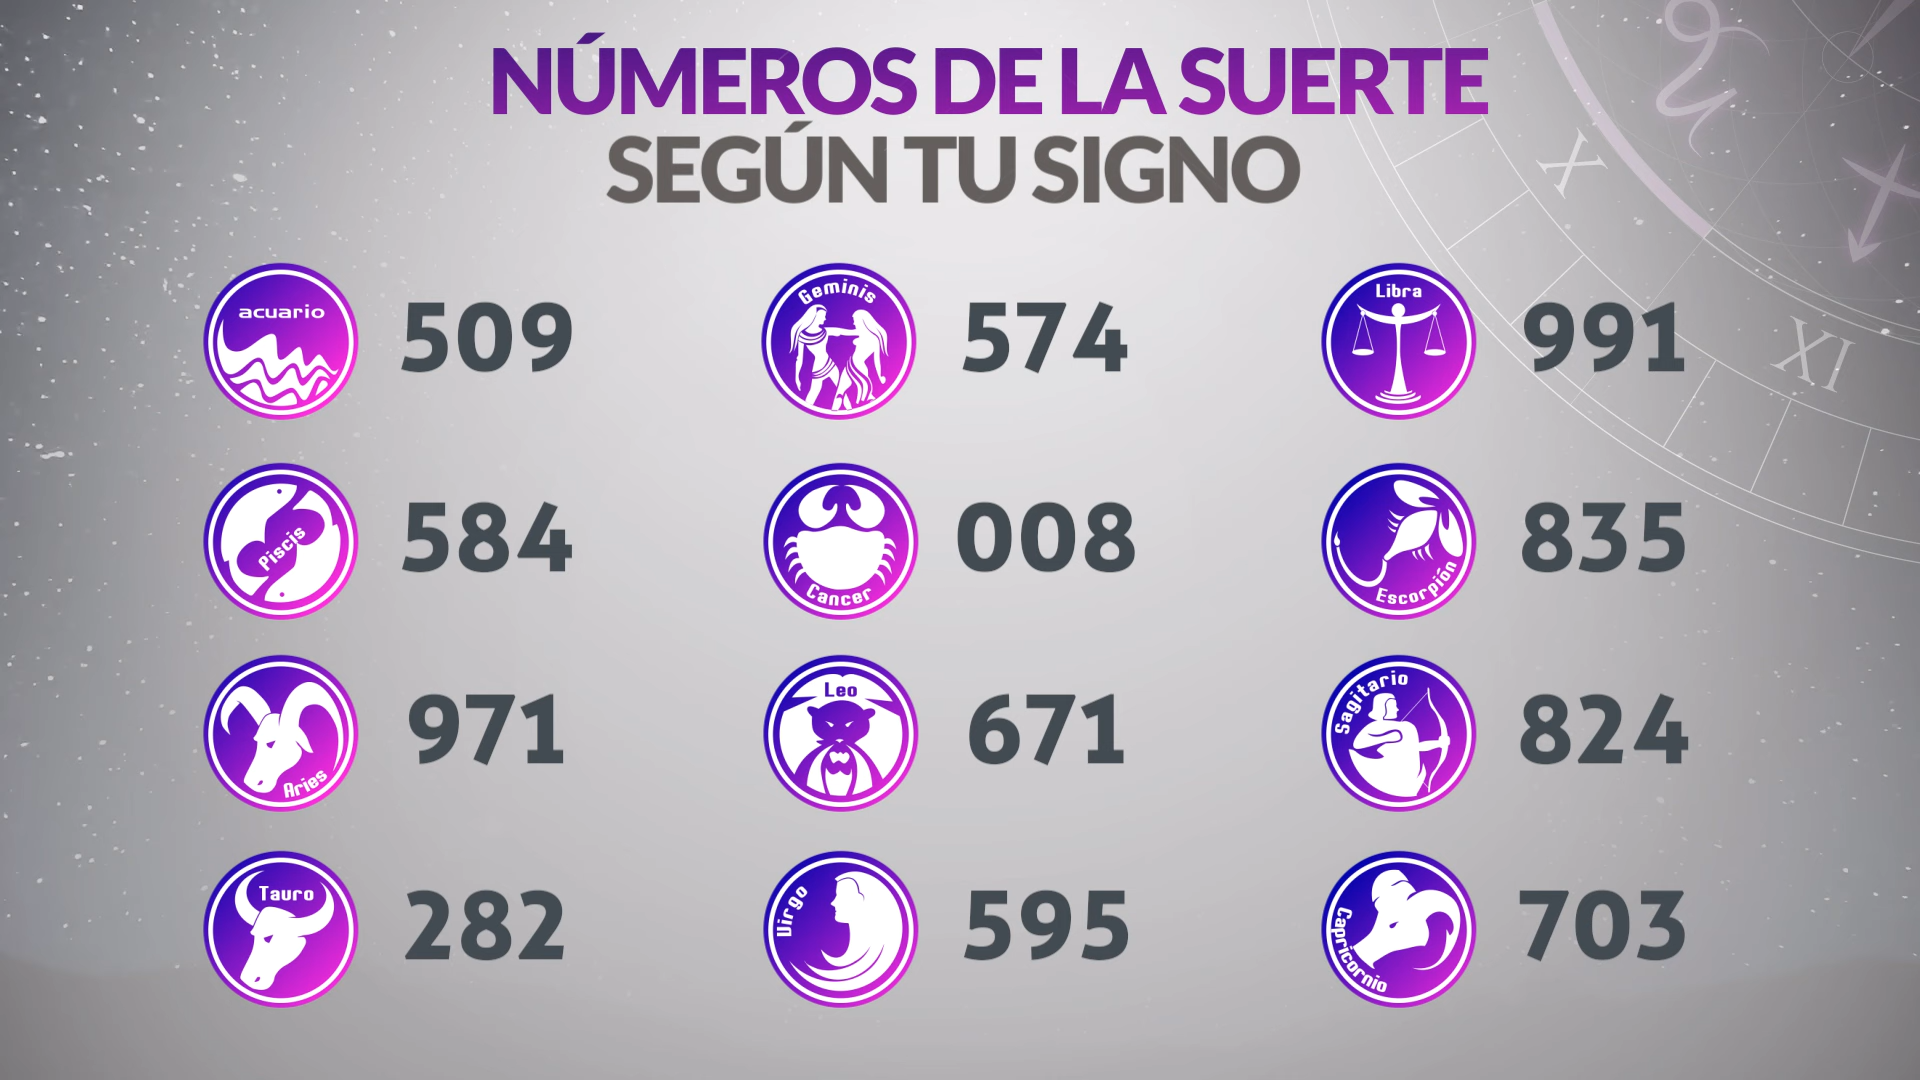 NÚMEROS DE LA SUERTE
SEGÚN TU SIGNO
acuario 509
Geminis 574
Libra 991
Piscis 584
Cancer 008
Escorpión 835
Aries 971
Leo 671
Sagitario 824
Tauro 282
Virgo 595
Capricornio 703
X
XI